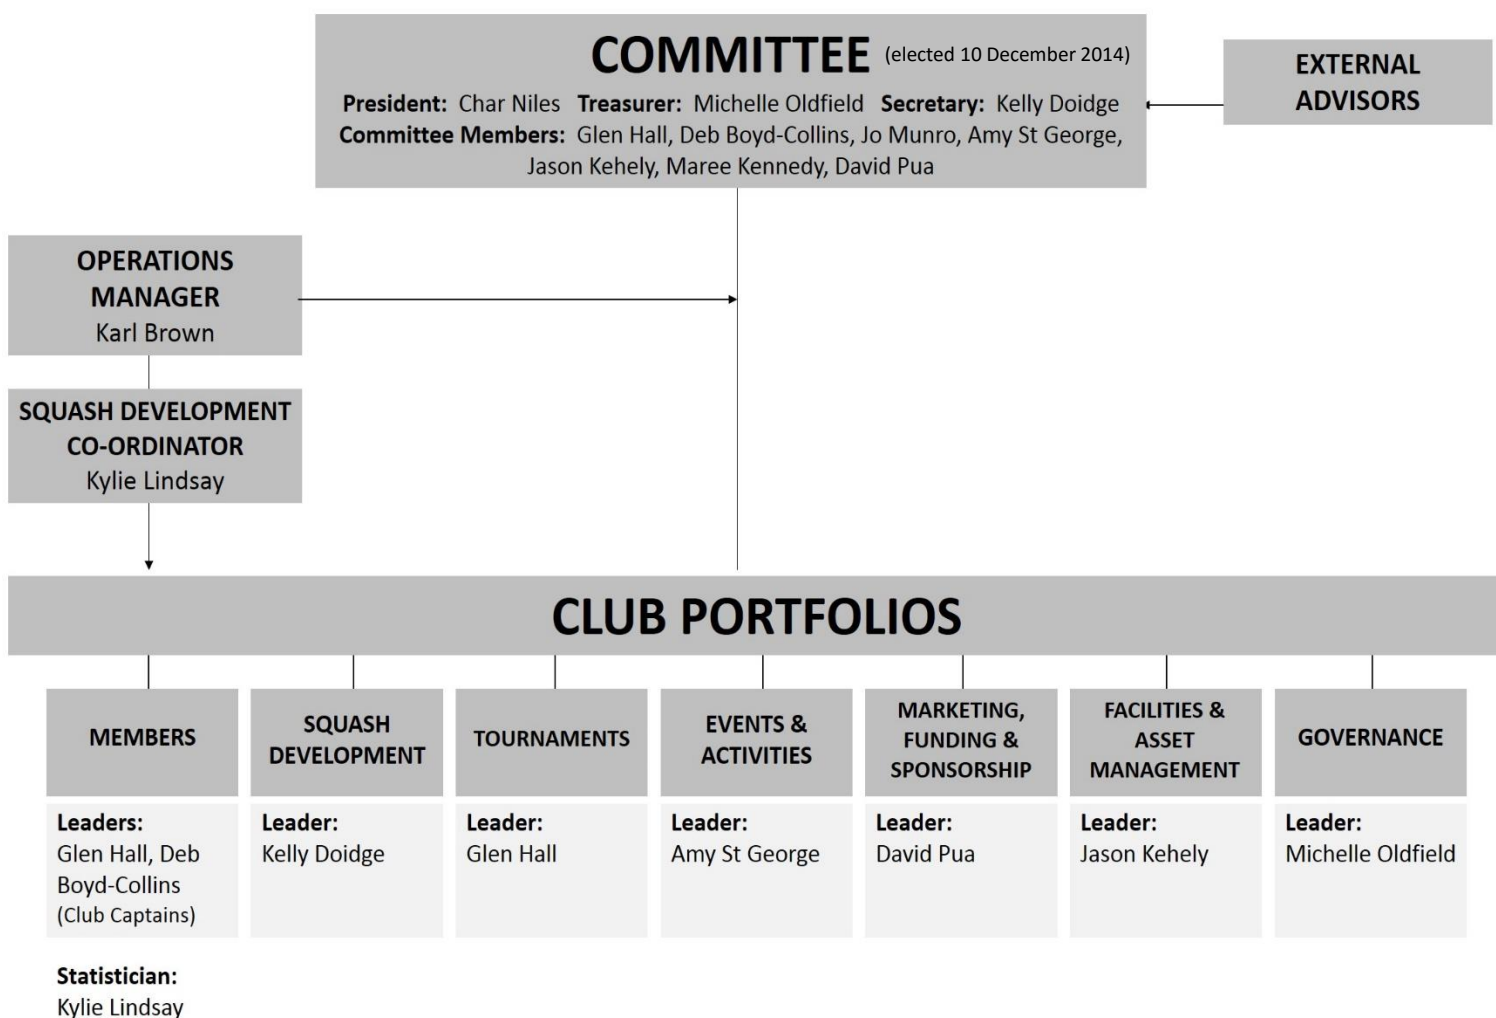 COMMITTEE (elected 10 December 2014)
President: Char Niles Treasurer: Michelle Oldfield Secretary: Kelly Doidge
Committee Members: Glen Hall, Deb Boyd-Collins, Jo Munro, Amy St George,
Jason Kehely, Maree Kennedy, David Pua
EXTERNAL
ADVISORS
OPERATIONS
MANAGER
Karl Brown
SQUASH DEVELOPMENT
CO-ORDINATOR
Kylie Lindsay
CLUB PORTFOLIOS
MEMBERS
Leaders:
Glen Hall, Deb
Boyd-Collins
(Club Captains)
Statistician:
Kylie Lindsay
SQUASH
DEVELOPMENT
Leader:
Kelly Doidge
TOURNAMENTS
Leader:
Glen Hall
EVENTS &
ACTIVITIES
Leader:
Amy St George
MARKETING,
FUNDING &
SPONSORSHIP
Leader:
David Pua
FACILITIES &
ASSET
MANAGEMENT
Leader:
Jason Kehely
GOVERNANCE
Leader:
Michelle Oldfield